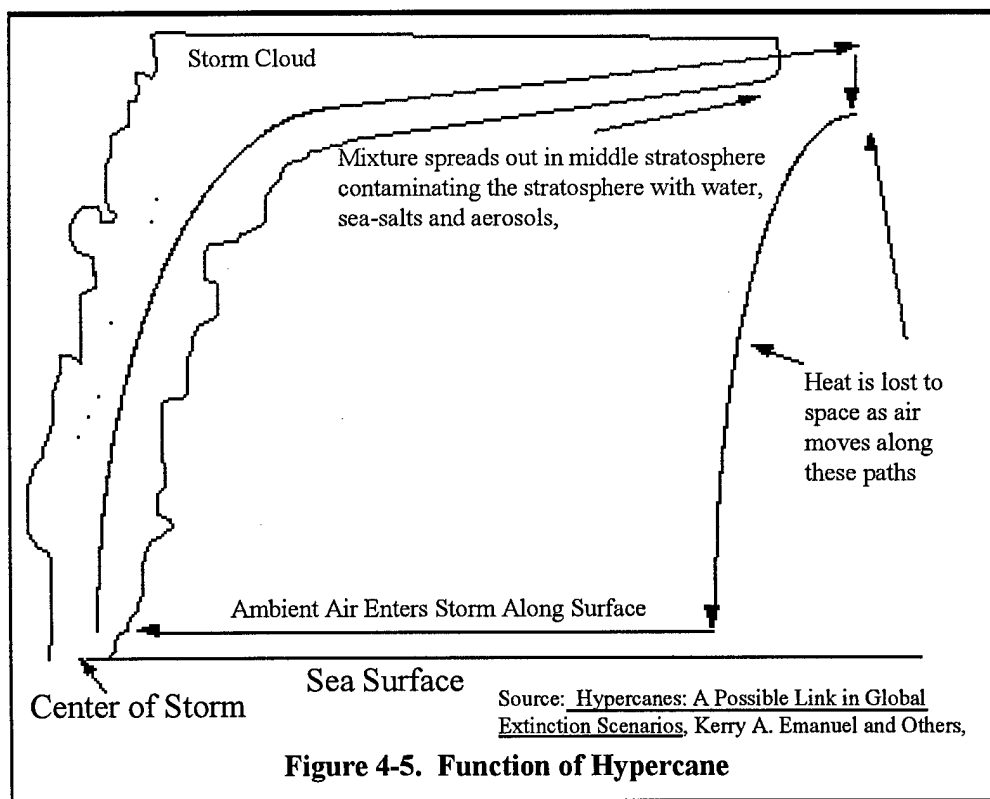 Storm Cloud
Mixture spreads out in middle stratosphere
contaminating the stratosphere with water,
sea-salts and aerosols,
Heat is lost to
space as air
moves along
these paths
Ambient Air Enters Storm Along Surface
Sea Surface
Center of Storm
Source: Hypercanes: A Possible Link in Global
Extinction Scenarios, Kerry A. Emanuel and Others,
Figure 4-5. Function of Hypercane